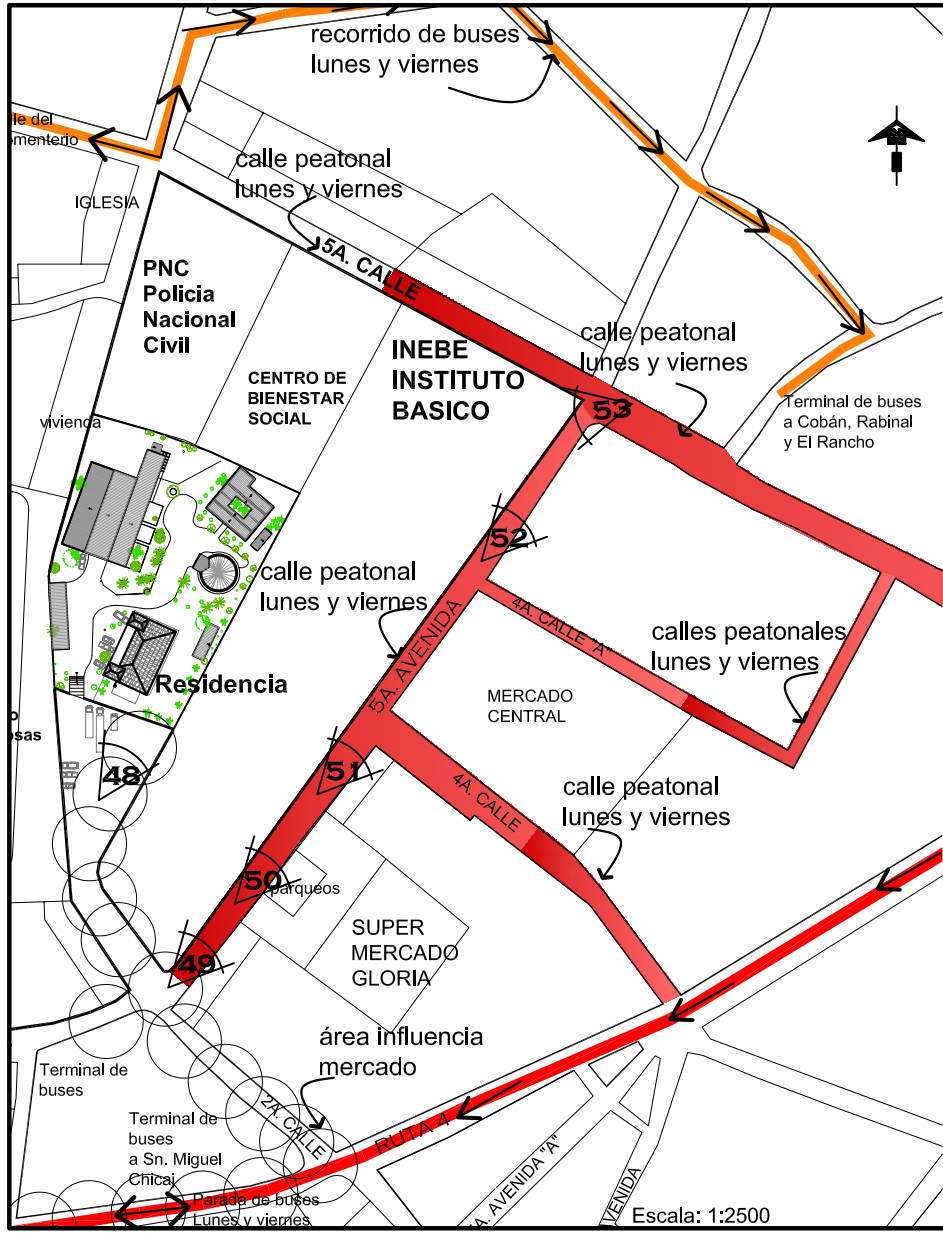 recorrido de buses
lunes y viernes
le del
ementerio
calle peatonal
lunes y viernes
IGLESIA
5A. CALLE
PNC
Policia
Nacional
Civil
INEBE
INSTITUTO
BASICO
CENTRO DE
BIENESTAR
SOCIAL
calle peatonal
lunes y viernes
53
Terminal de buses
a Cobán, Rabinal
y El Rancho
vivienda
52
calle peatonal
lunes y viernes
4A. CALLE "A"
5A. AVENIDA
calles peatonales
lunes y viernes
Residencia
MERCADO
CENTRAL
o
osas
48
51
4A. CALLE
calle peatonal
lunes y viernes
50
parqueos
SUPER
MERCADO
GLORIA
49
área influencia
mercado
Terminal de
buses
2A. CALLE
Terminal de
buses
a Sn. Miguel
Chicaj
RUTA 4
Parada de buses
Lunes y viernes
A. AVENIDA "A"
VENIDA
Escala: 1:2500